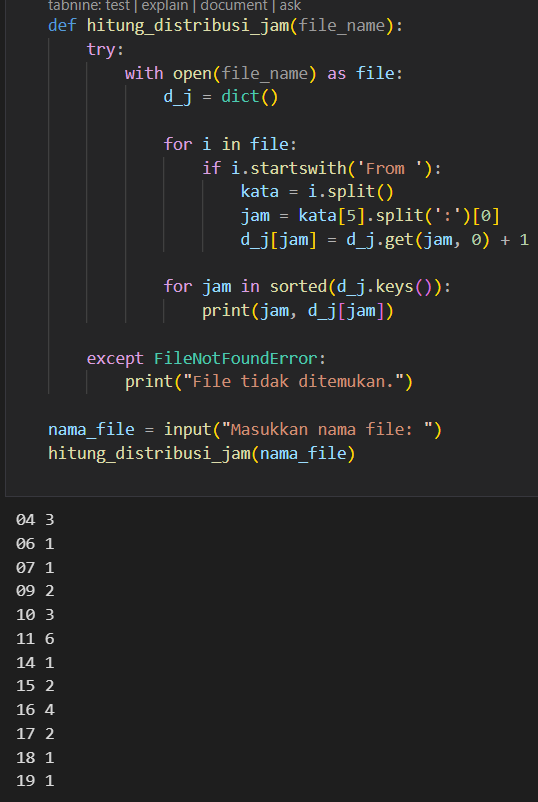 tabnine: test | explain | document | ask
def hitung_distribusi_jam(file_name):
try:
with open(file_name) as file:
d_j = dict()
for i in file:
if i.startswith('From '):
kata = i.split()
jam = kata[5].split(':')[0]
d_j[jam] = d_j.get(jam, 0) + 1
for jam in sorted(d_j.keys()):
print(jam, d_j[jam])
except FileNotFoundError:
print("File tidak ditemukan.")
nama_file = input("Masukkan nama file: ")
hitung_distribusi_jam(nama_file)
04 3
06 1
07 1
09 2
10 3
11 6
14 1
15 2
16 4
17 2
18 1
19 1